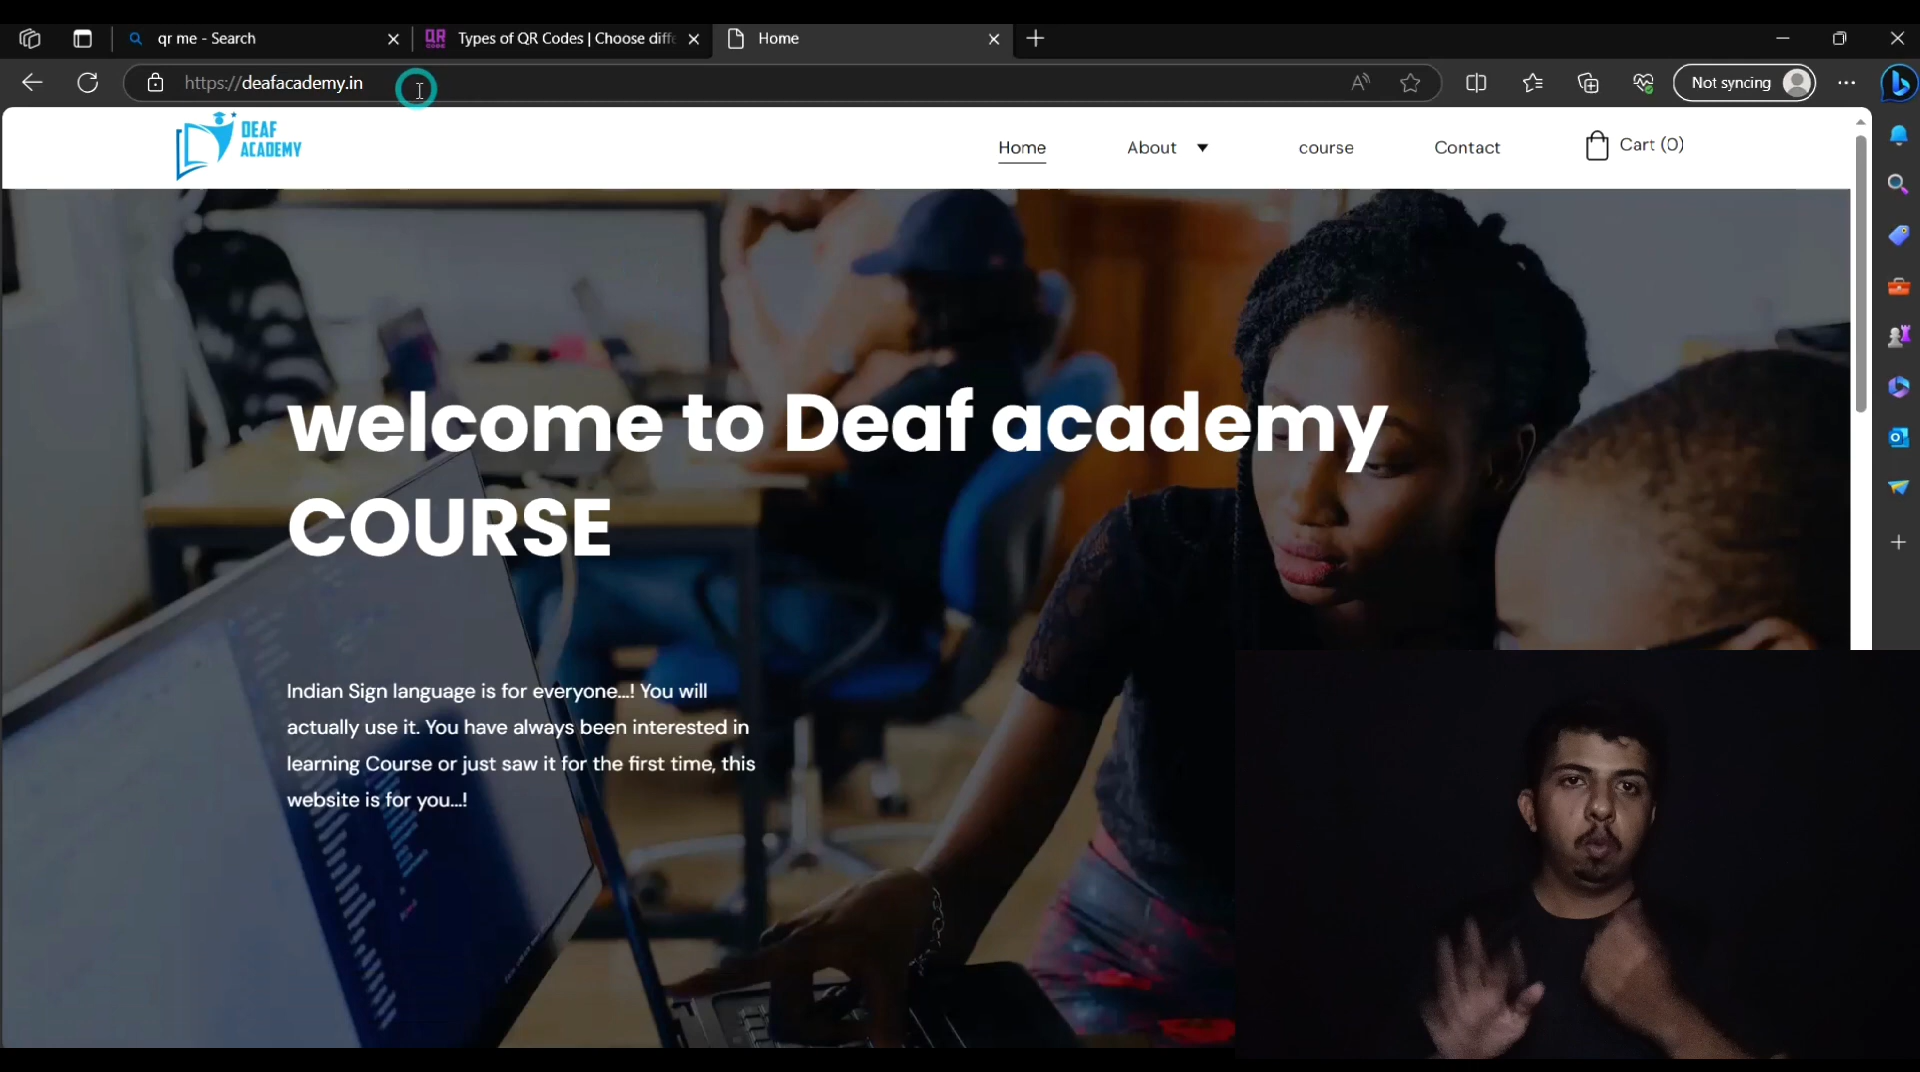 qr me - Search
Types of QR Codes | Choose diff
Home
https://deafacademy.in
Not syncing
DEAF
ACADEMY
Home
About
course
Contact
Cart (0)
welcome to Deaf academy
COURSE
Indian Sign language is for everyone...! You will
actually use it. You have always been interested in
learning Course or just saw it for the first time, this
website is for you...!